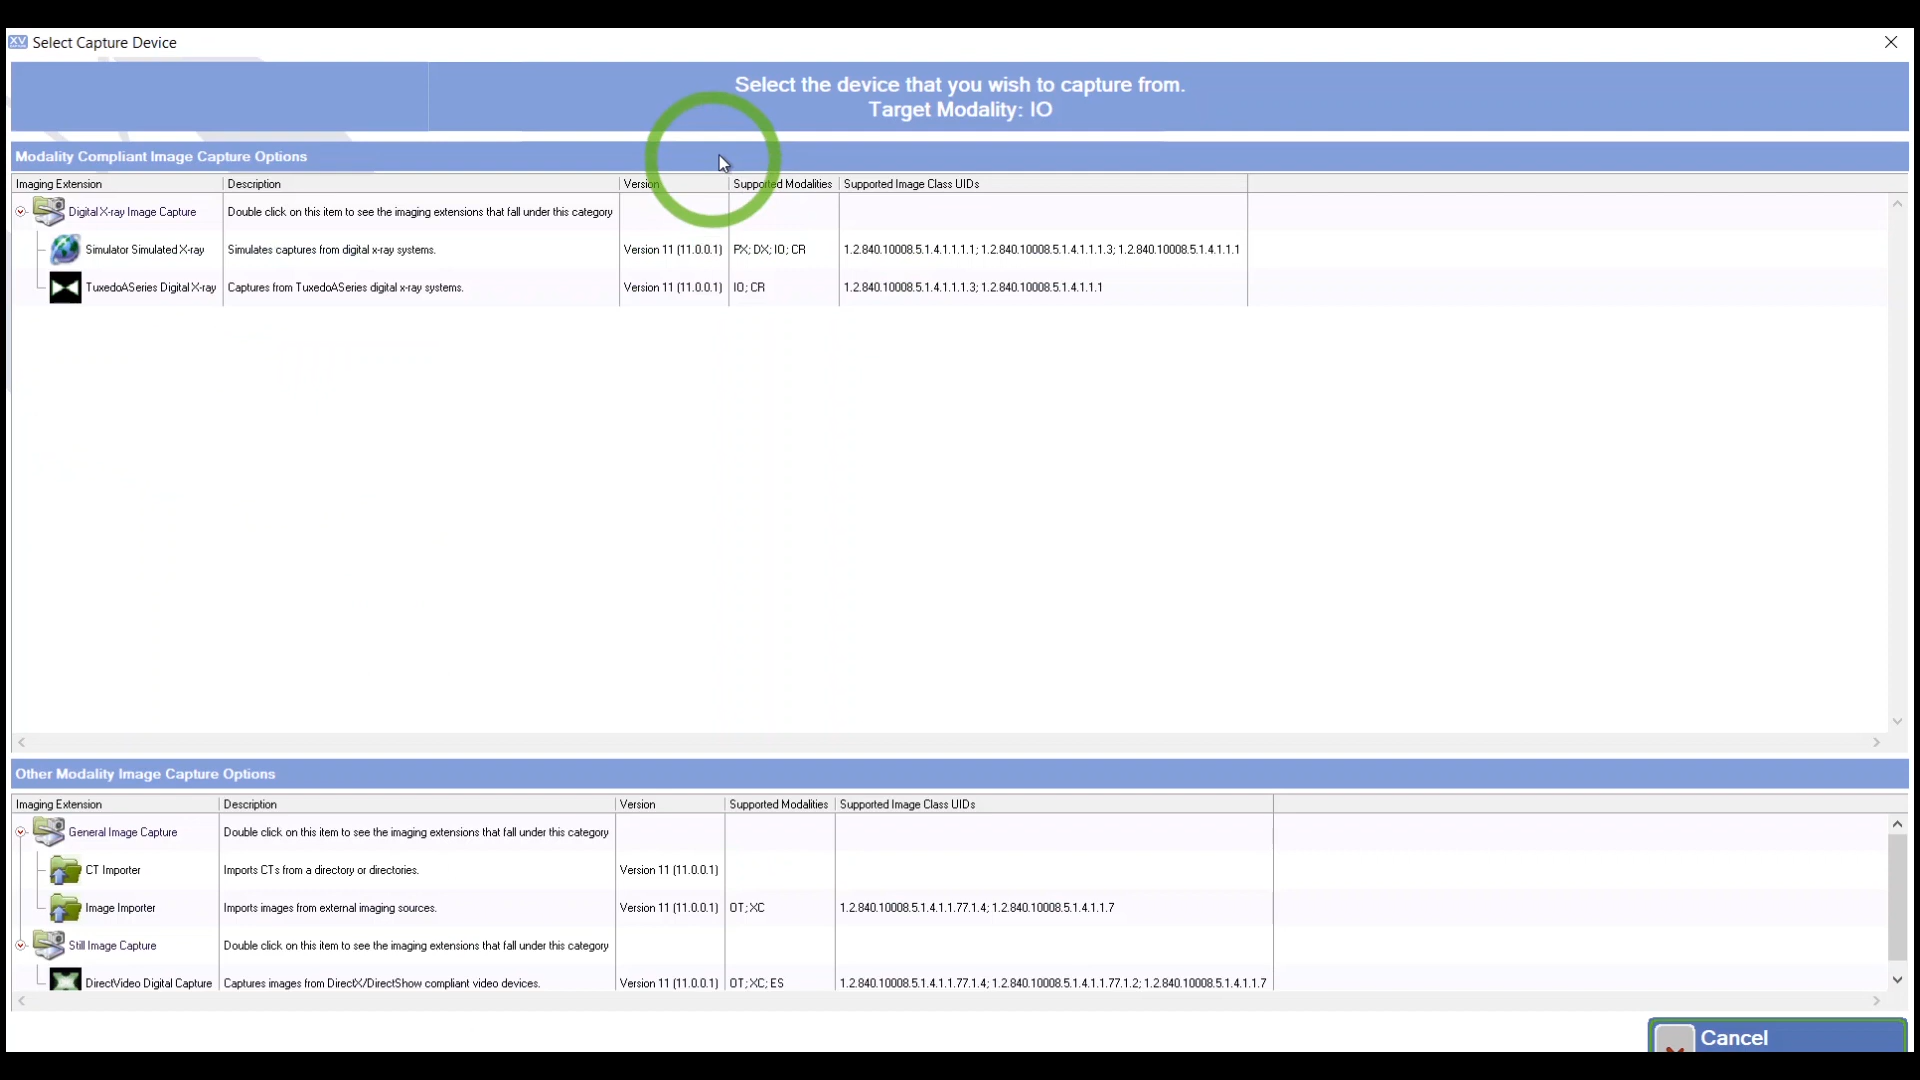 XV
Select Capture Device
Select the device that you wish to capture from.
Target Modality: IO
Modality Compliant Image Capture Options
Imaging Extension Description Version Supported Modalities Supported Image Class UIDs
Digital X-ray Image Capture Double click on this item to see the imaging extensions that fall under this category
Simulator Simulated X-ray Simulates captures from digital x-ray systems. Version 11 (11.0.0.1) PX; DX; IO; CR 1.2.840.10008.5.1.4.1.1.1.1; 1.2.840.10008.5.1.4.1.1.1.3; 1.2.840.10008.5.1.4.1.1.1
TuxedoASeries Digital X-ray Captures from TuxedoASeries digital x-ray systems. Version 11 (11.0.0.1) IO; CR 1.2.840.10008.5.1.4.1.1.1.3; 1.2.840.10008.5.1.4.1.1.1
Other Modality Image Capture Options
Imaging Extension Description Version Supported Modalities Supported Image Class UIDs
General Image Capture Double click on this item to see the imaging extensions that fall under this category
CT Importer Imports CTs from a directory or directories. Version 11 (11.0.0.1)
Image Importer Imports images from external imaging sources. Version 11 (11.0.0.1) OT; XC 1.2.840.10008.5.1.4.1.1.77.1.4; 1.2.840.10008.5.1.4.1.1.7
Still Image Capture Double click on this item to see the imaging extensions that fall under this category
DirectVideo Digital Capture Captures images from DirectX/DirectShow compliant video devices. Version 11 (11.0.0.1) OT; XC; ES 1.2.840.10008.5.1.4.1.1.77.1.4; 1.2.840.10008.5.1.4.1.1.77.1.2; 1.2.840.10008.5.1.4.1.1.7
Cancel